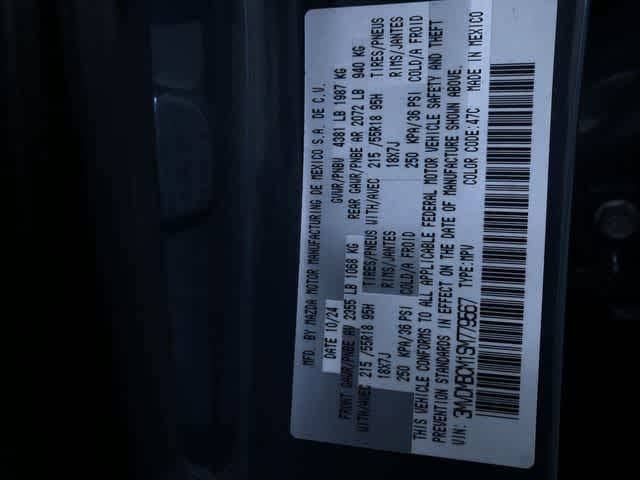 MFD. BY MAZDA MOTOR MANUFACTURING DE MEXICO S.A. DE C.V.
DATE 10/24 GVWR/PNBV 4381 LB 1987 KG
FRONT GAWR/PNBE AV 2355 LB 1068 KG REAR GAWR/PNBE AR 2072 LB 940 KG
WITH/AVEC 215 /55R18 95H TIRES/PNEUS WITH/AVEC 215 /55R18 95H TIRES/PNEUS
18X7J RIMS/JANTES 18X7J RIMS/JANTES
250 KPA/36 PSI COLD/A FROID 250 KPA/36 PSI COLD/A FROID
THIS VEHICLE CONFORMS TO ALL APPLICABLE FEDERAL MOTOR VEHICLE SAFETY AND THEFT
PREVENTION STANDARDS IN EFFECT ON THE DATE OF MANUFACTURE SHOWN ABOVE.
VIN: 3MVDMBCM1SM779667 TYPE:MPV COLOR CODE:47C MADE IN MEXICO